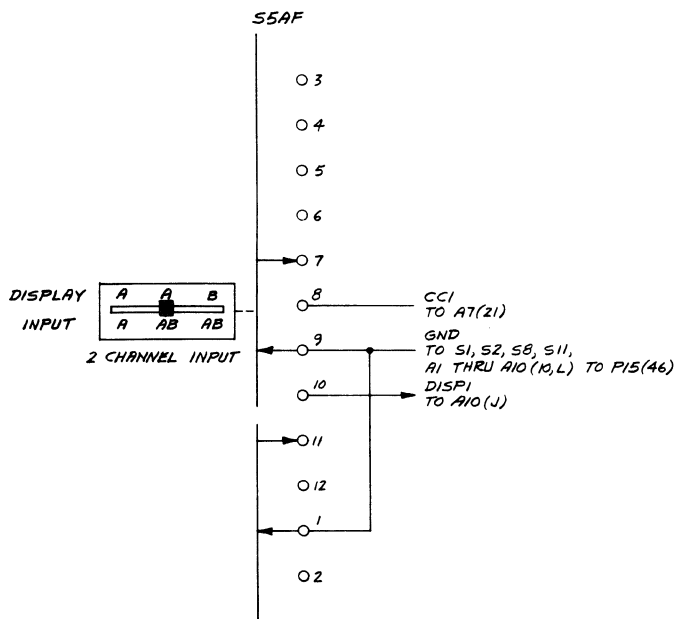 S5AF
3
4
5
6
7
DISPLAY A A B
INPUT A AB AB
2 CHANNEL INPUT
8 CC1
TO A7(21)
9 GND
TO S1, S2, S8, S11,
A1 THRU A10(10,L) TO P15(46)
10 DISP1
TO A10(J)
11
12
1
2